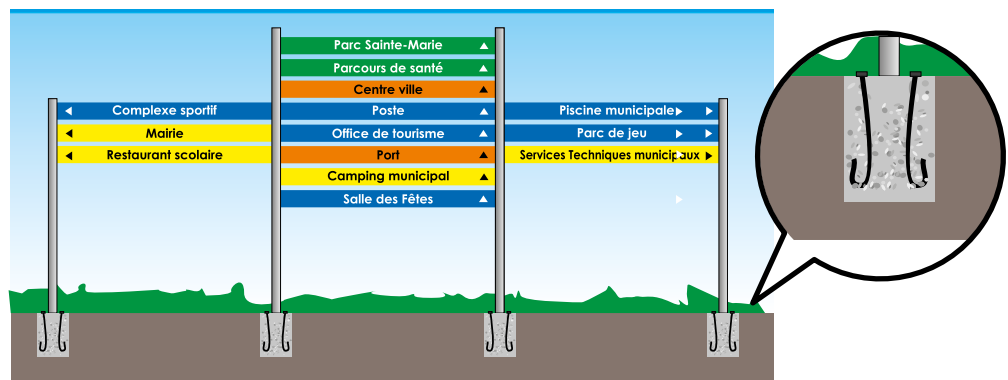 Parc Sainte-Marie
Parcours de santé
Centre ville
Complexe sportif
Poste
Piscine municipale
Mairie
Office de tourisme
Parc de jeu
Restaurant scolaire
Port
Services Techniques municipaux
Camping municipal
Salle des Fêtes